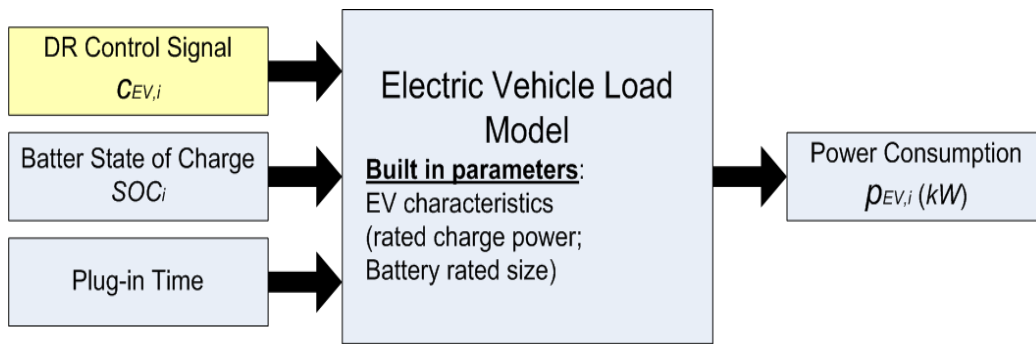 DR Control Signal
CEV,i
Batter State of Charge
SOCi
Plug-in Time
Electric Vehicle Load
Model
Built in parameters:
EV characteristics
(rated charge power;
Battery rated size)
Power Consumption
pEV,i (kW)